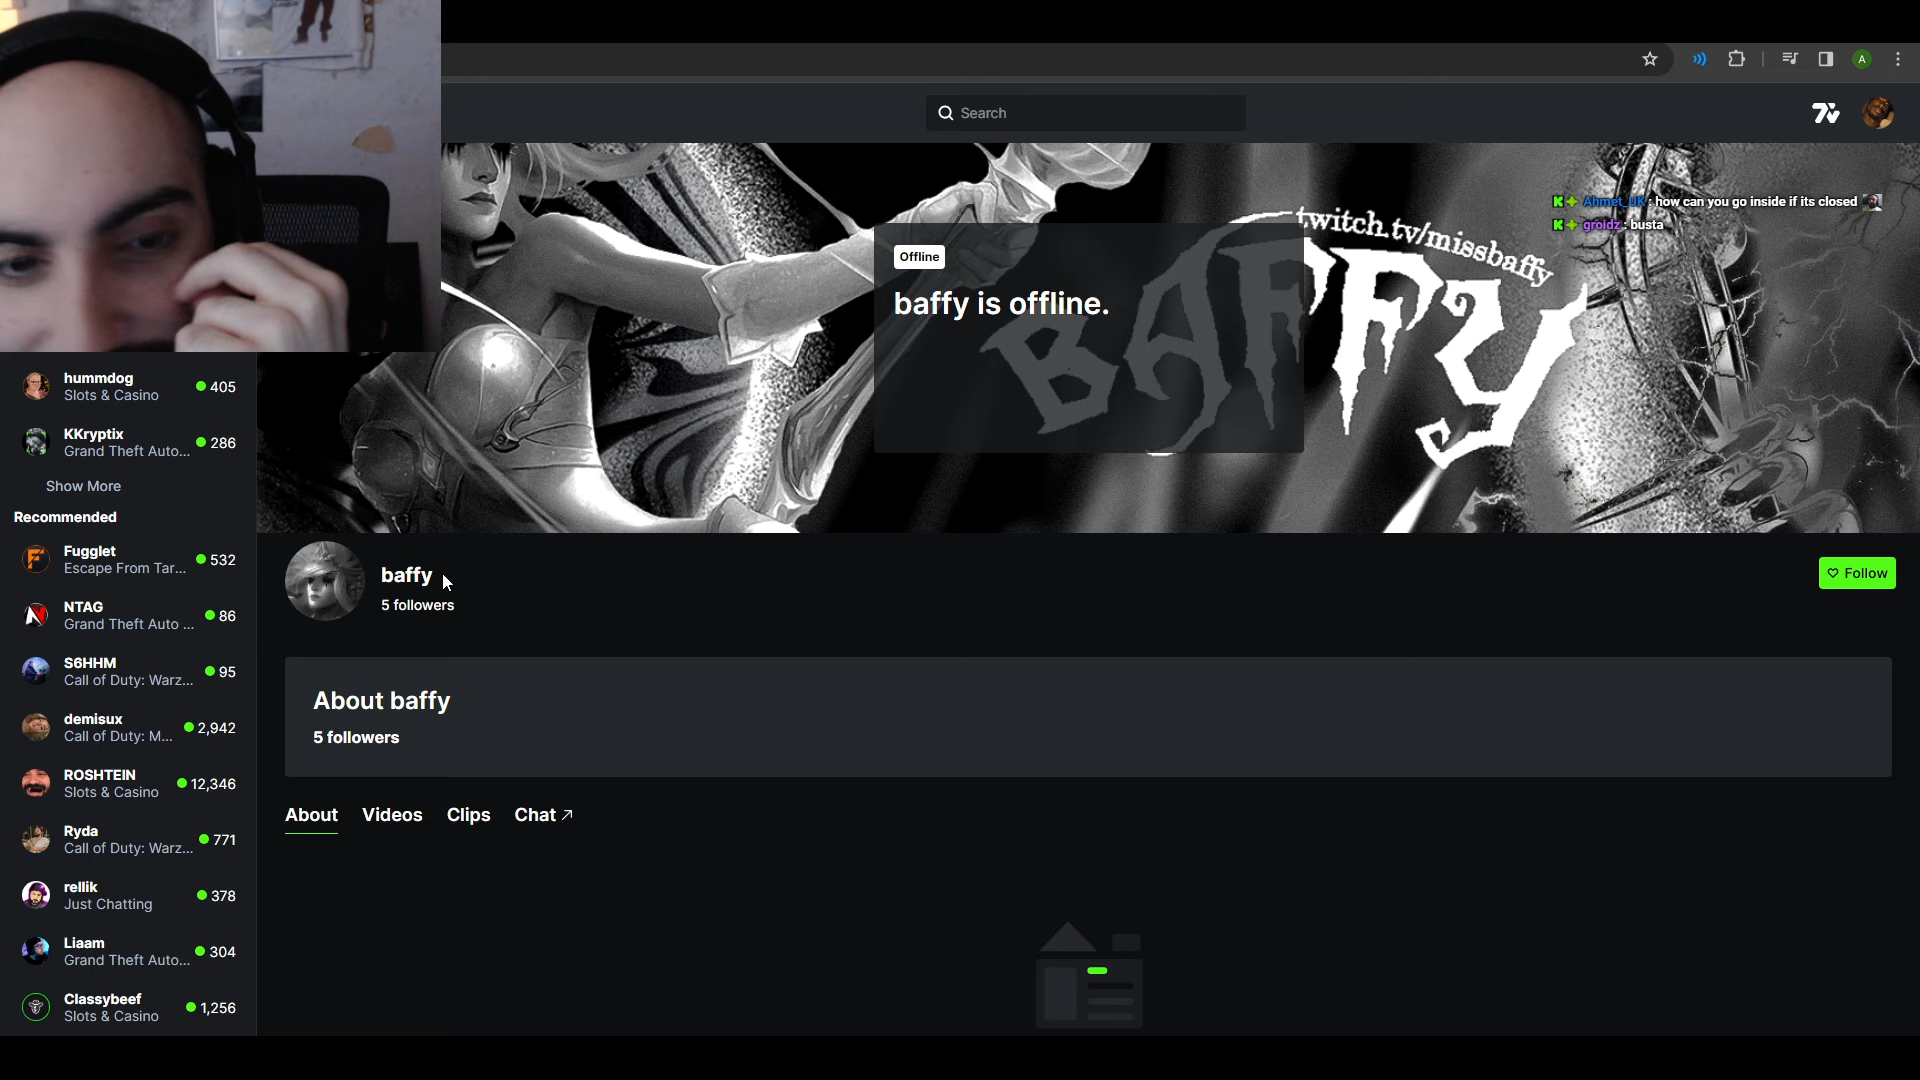 Search
A
twitch.tv/missbaffy
BAFFY
Offline
baffy is offline.
Ahmet_UK: how can you go inside if its closed
groidz: busta
hummdog
Slots & Casino
405
KKryptix
Grand Theft Auto...
286
Show More
Recommended
Fugglet
Escape From Tar...
532
NTAG
Grand Theft Auto ...
86
S6HHM
Call of Duty: Warz...
95
demisux
Call of Duty: M...
2,942
ROSHTEIN
Slots & Casino
12,346
Ryda
Call of Duty: Warz...
771
rellik
Just Chatting
378
Liaam
Grand Theft Auto...
304
Classybeef
Slots & Casino
1,256
baffy
5 followers
Follow
About baffy
5 followers
About Videos Clips Chat